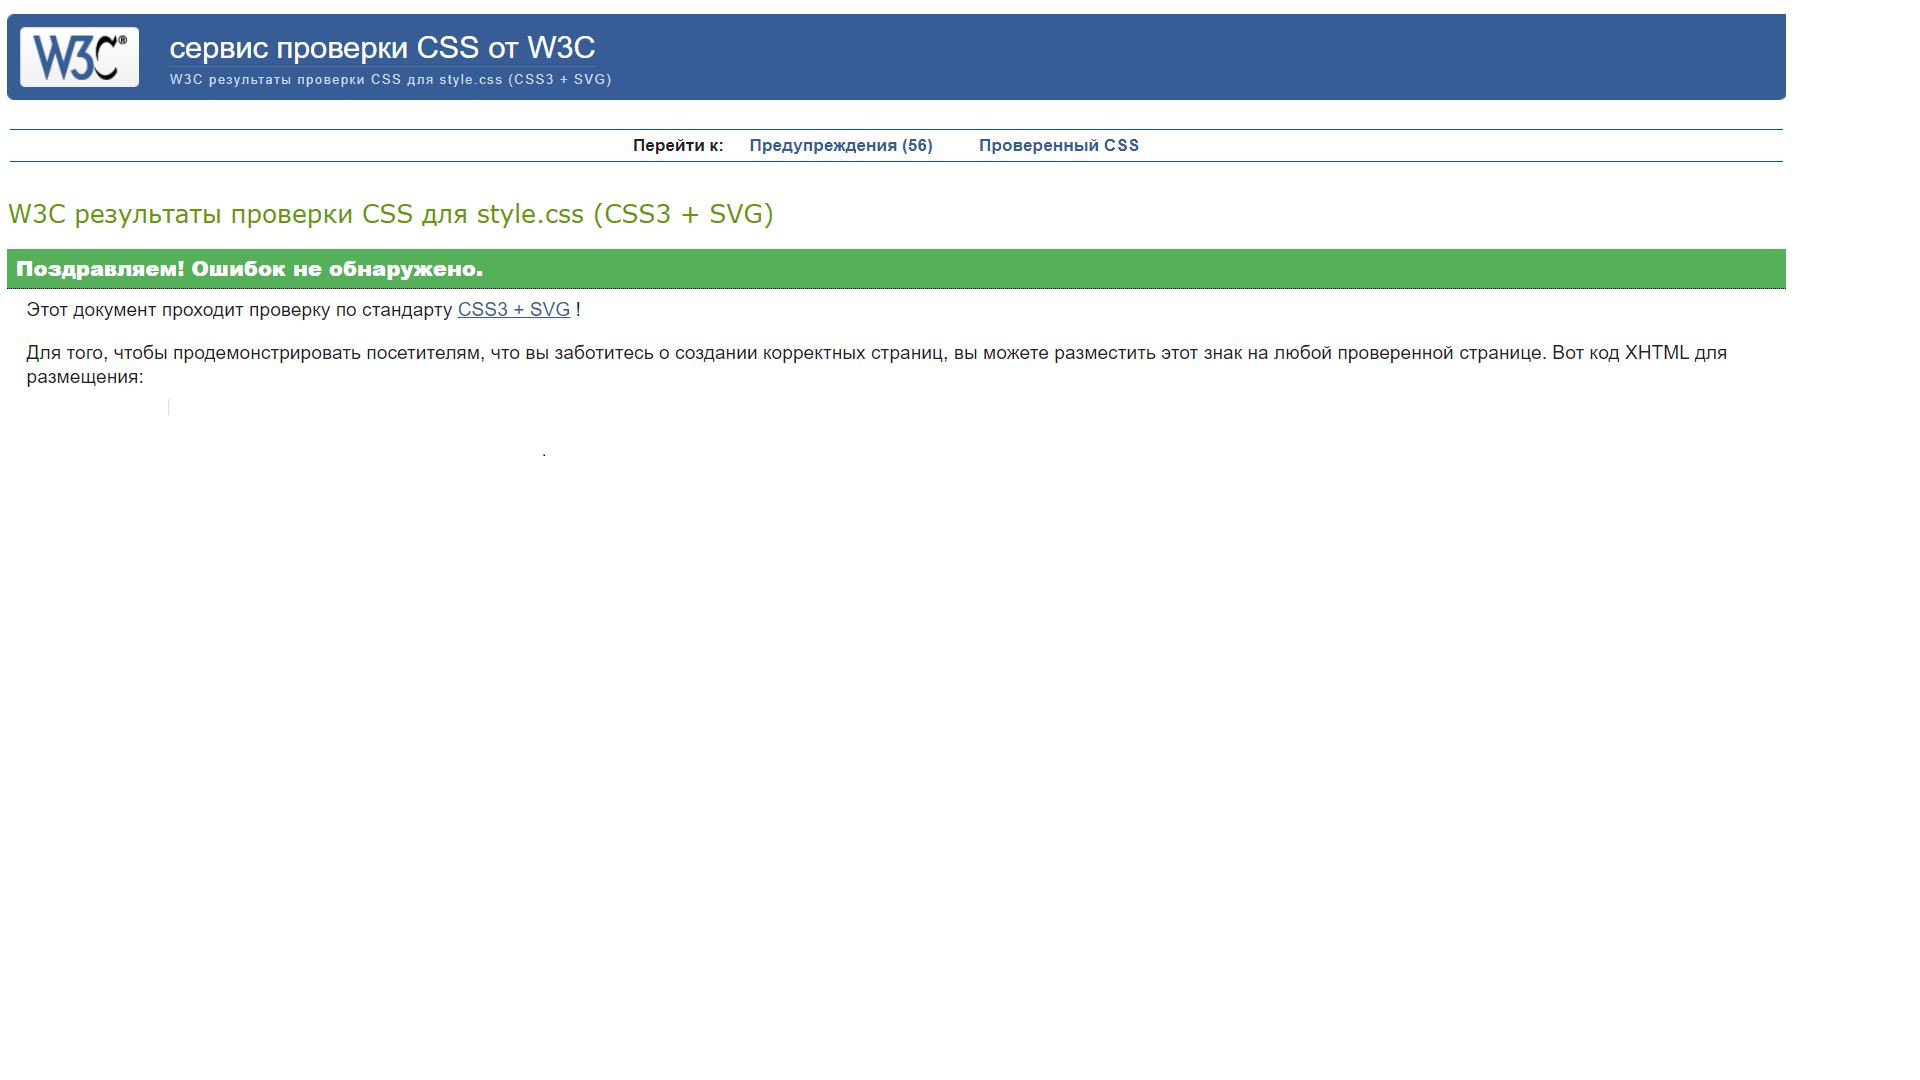 W3C®
сервис проверки CSS от W3C
W3C результаты проверки CSS для style.css (CSS3 + SVG)
Перейти к: Предупреждения (56) Проверенный CSS
W3C результаты проверки CSS для style.css (CSS3 + SVG)
Поздравляем! Ошибок не обнаружено.
Этот документ проходит проверку по стандарту CSS3 + SVG !
Для того, чтобы продемонстрировать посетителям, что вы заботитесь о создании корректных страниц, вы можете разместить этот знак на любой проверенной странице. Вот код XHTML для
размещения:
.